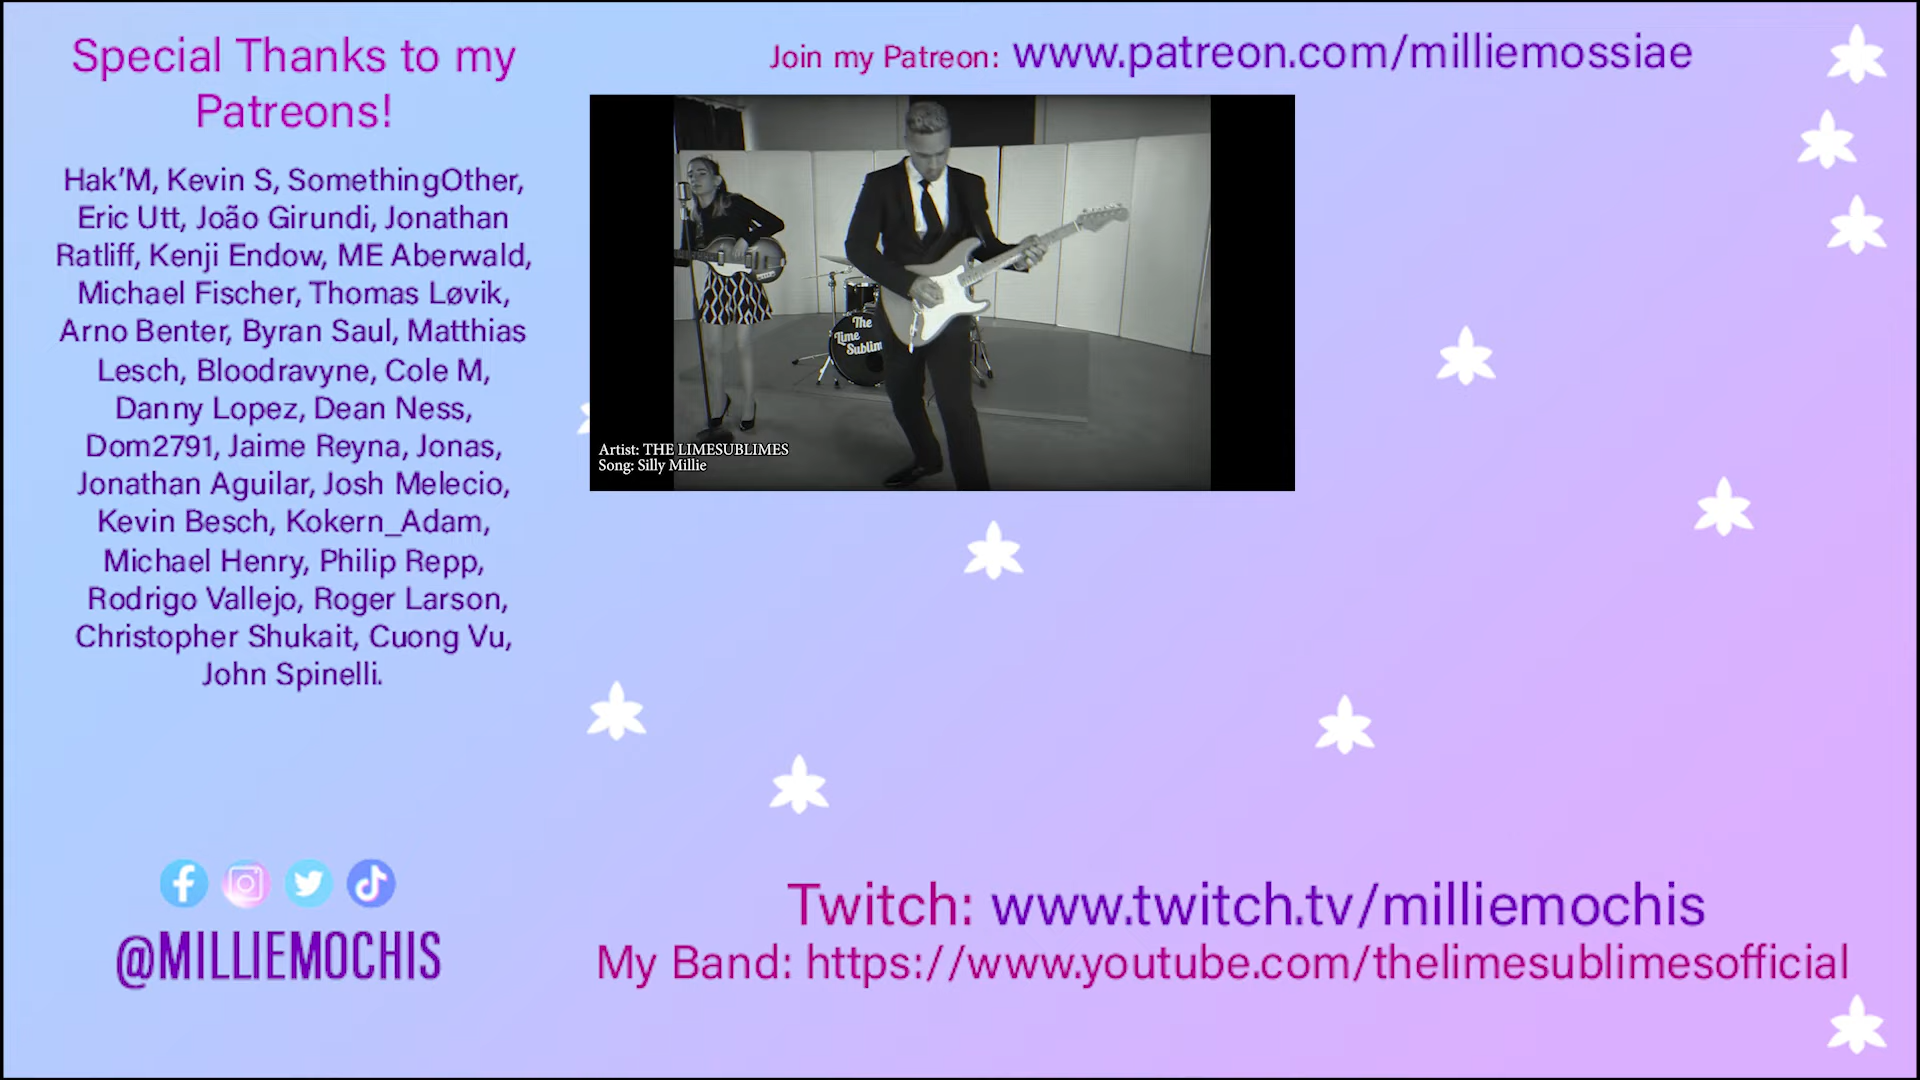 Special Thanks to my
Patreons!
Hak'M, Kevin S, SomethingOther,
Eric Utt, João Girundi, Jonathan
Ratliff, Kenji Endow, ME Aberwald,
Michael Fischer, Thomas Løvik,
Arno Benter, Byran Saul, Matthias
Lesch, Bloodravyne, Cole M,
Danny Lopez, Dean Ness,
Dom2791, Jaime Reyna, Jonas,
Jonathan Aguilar, Josh Melecio,
Kevin Besch, Kokern_Adam,
Michael Henry, Philip Repp,
Rodrigo Vallejo, Roger Larson,
Christopher Shukait, Cuong Vu,
John Spinelli.
@MILLIEMOCHIS
Join my Patreon: www.patreon.com/milliemossiae
The
Lime
Sublim
Artist: THE LIMESUBLIMES
Song: Silly Millie
Twitch: www.twitch.tv/milliemochis
My Band: https://www.youtube.com/thelimesublimesofficial